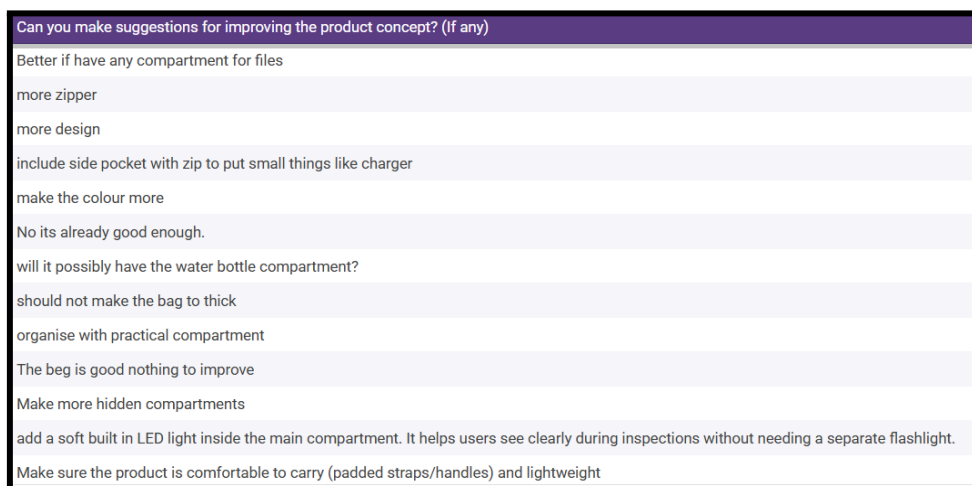 Can you make suggestions for improving the product concept? (If any)
Better if have any compartment for files
more zipper
more design
include side pocket with zip to put small things like charger
make the colour more
No its already good enough.
will it possibly have the water bottle compartment?
should not make the bag to thick
organise with practical compartment
The beg is good nothing to improve
Make more hidden compartments
add a soft built in LED light inside the main compartment. It helps users see clearly during inspections without needing a separate flashlight.
Make sure the product is comfortable to carry (padded straps/handles) and lightweight